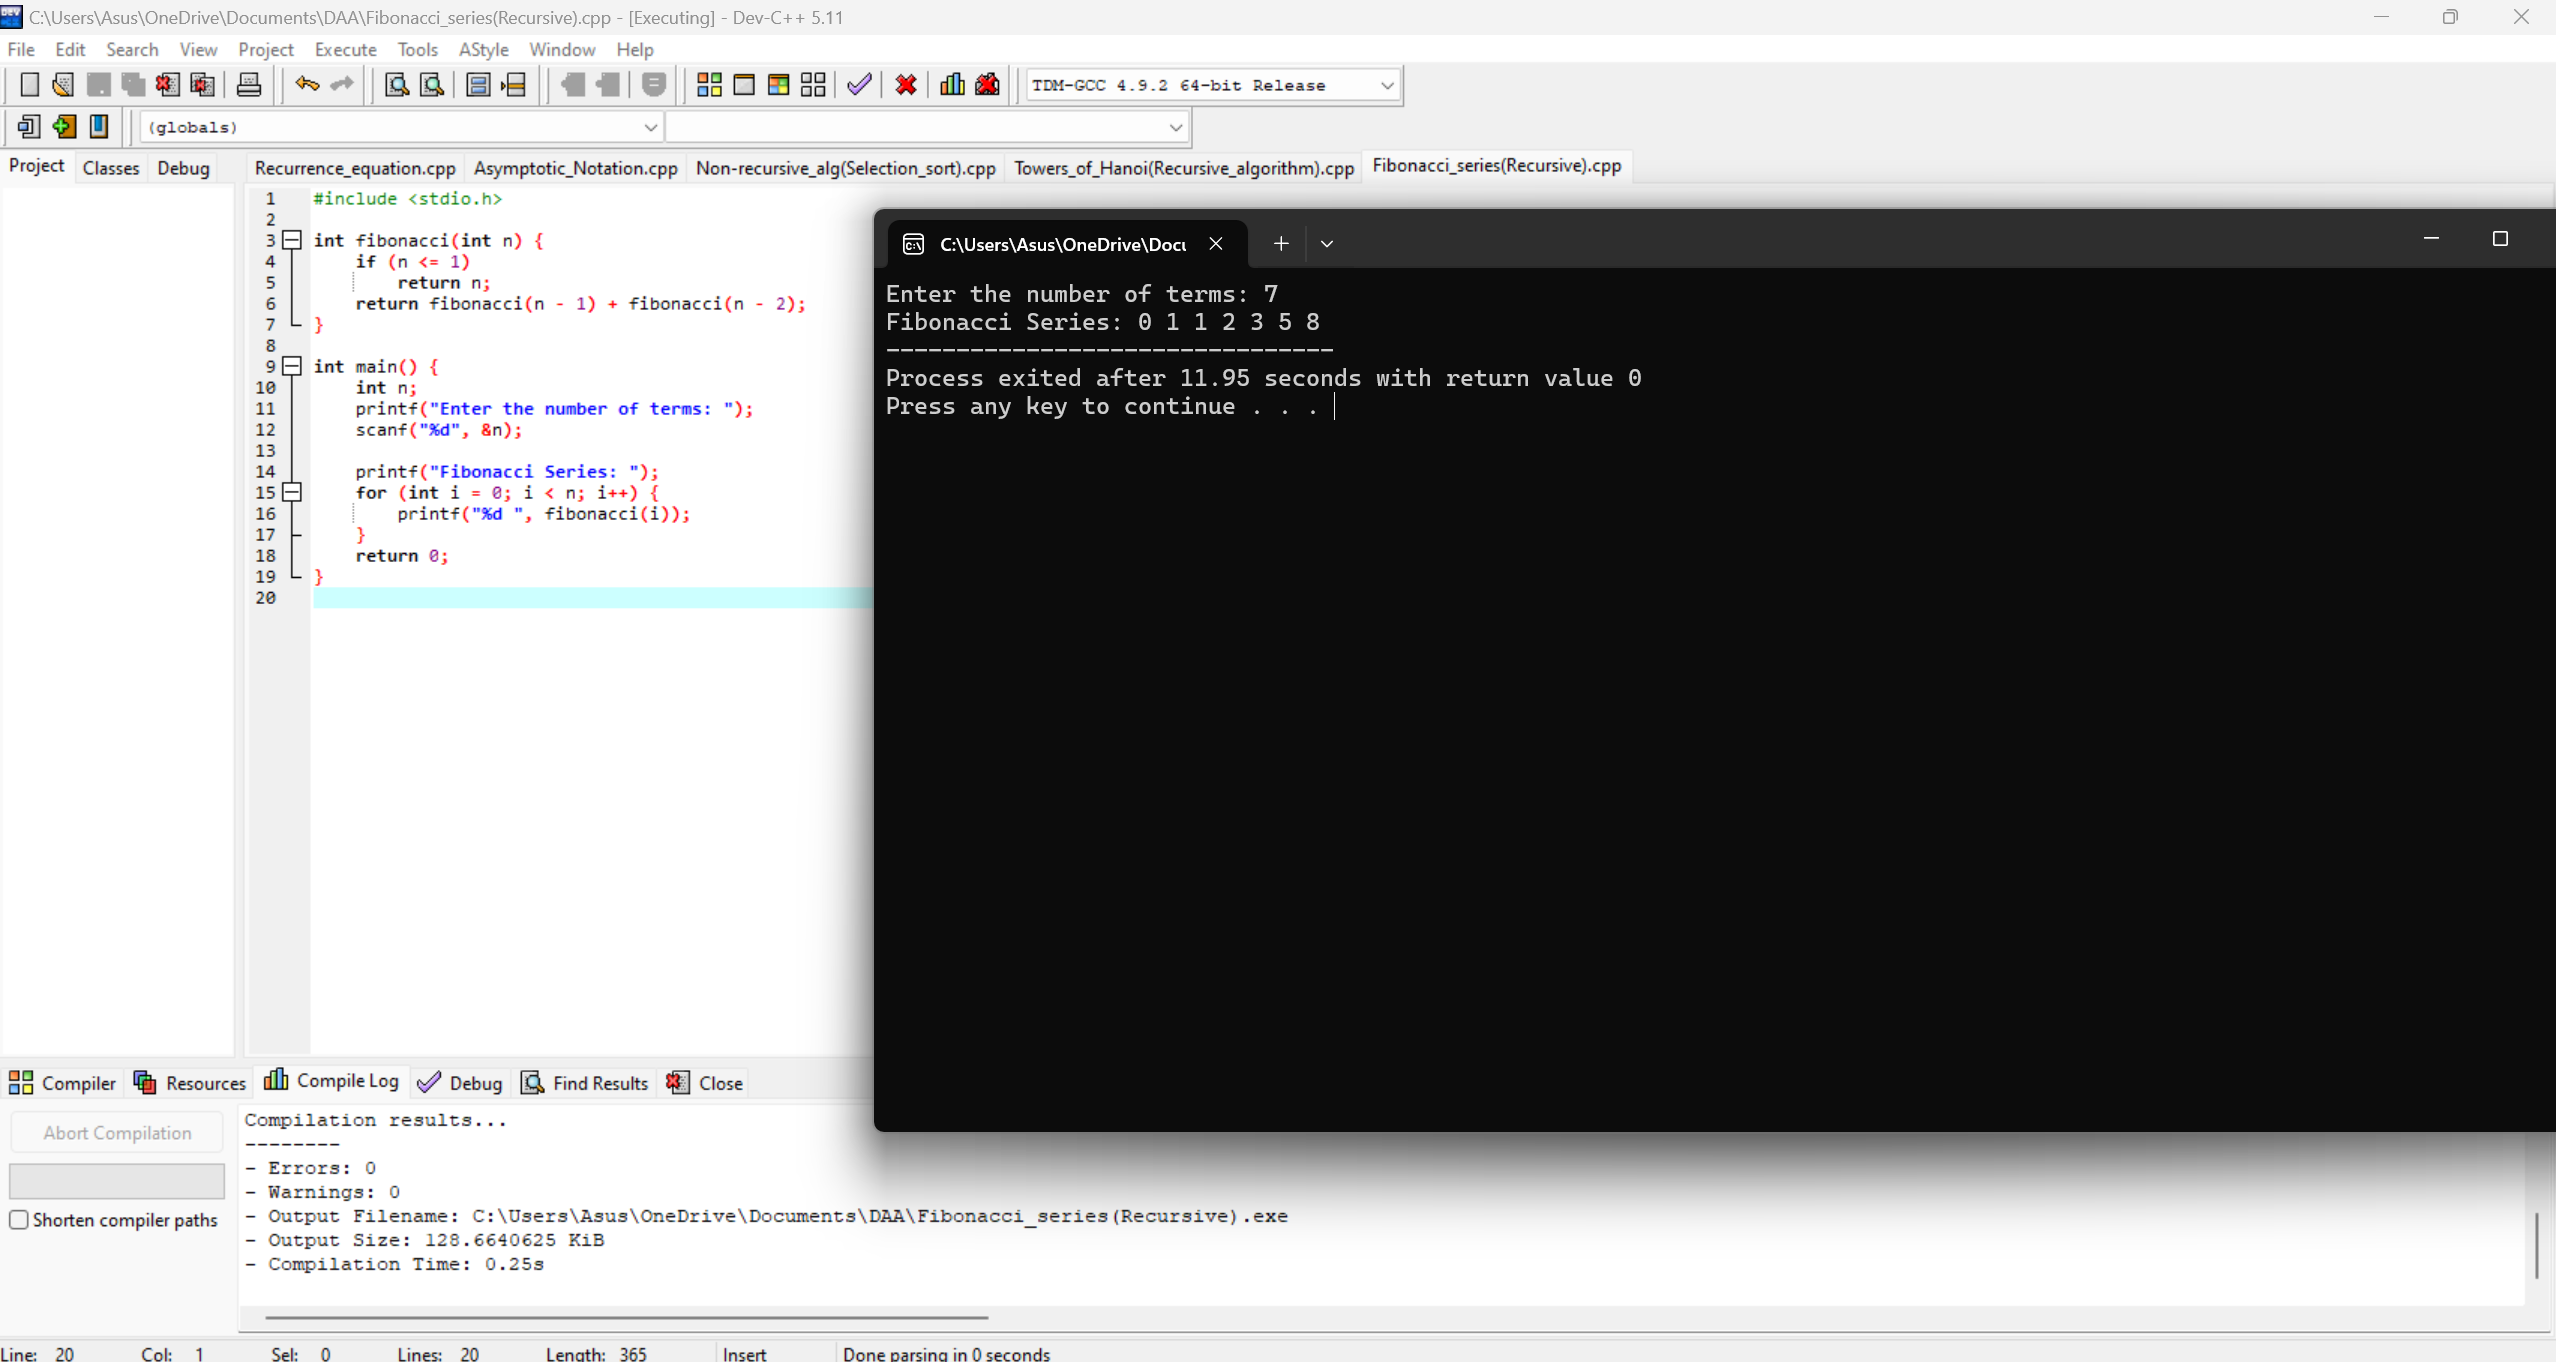 C:\Users\Asus\OneDrive\Documents\DAA\Fibonacci_series(Recursive).cpp - [Executing] - Dev-C++ 5.11
File Edit Search View Project Execute Tools AStyle Window Help
TDM-GCC 4.9.2 64-bit Release
(globals)
Project Classes Debug
Recurrence_equation.cpp Asymptotic_Notation.cpp Non-recursive_alg(Selection_sort).cpp Towers_of_Hanoi(Recursive_algorithm).cpp Fibonacci_series(Recursive).cpp
1 #include <stdio.h>
2
3 int fibonacci(int n) {
4 if (n <= 1)
5 return n;
6 return fibonacci(n - 1) + fibonacci(n - 2);
7 }
8
9 int main() {
10 int n;
11 printf("Enter the number of terms: ");
12 scanf("%d", &n);
13
14 printf("Fibonacci Series: ");
15 for (int i = 0; i < n; i++) {
16 printf("%d ", fibonacci(i));
17 }
18 return 0;
19 }
20
C:\Users\Asus\OneDrive\Docu
Enter the number of terms: 7
Fibonacci Series: 0 1 1 2 3 5 8
--------------------------------
Process exited after 11.95 seconds with return value 0
Press any key to continue . . .
Compiler Resources Compile Log Debug Find Results Close
Abort Compilation
Shorten compiler paths
Compilation results...
--------
- Errors: 0
- Warnings: 0
- Output Filename: C:\Users\Asus\OneDrive\Documents\DAA\Fibonacci_series(Recursive).exe
- Output Size: 128.6640625 KiB
- Compilation Time: 0.25s
Line: 20 Col: 1 Sel: 0 Lines: 20 Length: 365 Insert Done parsing in 0 seconds